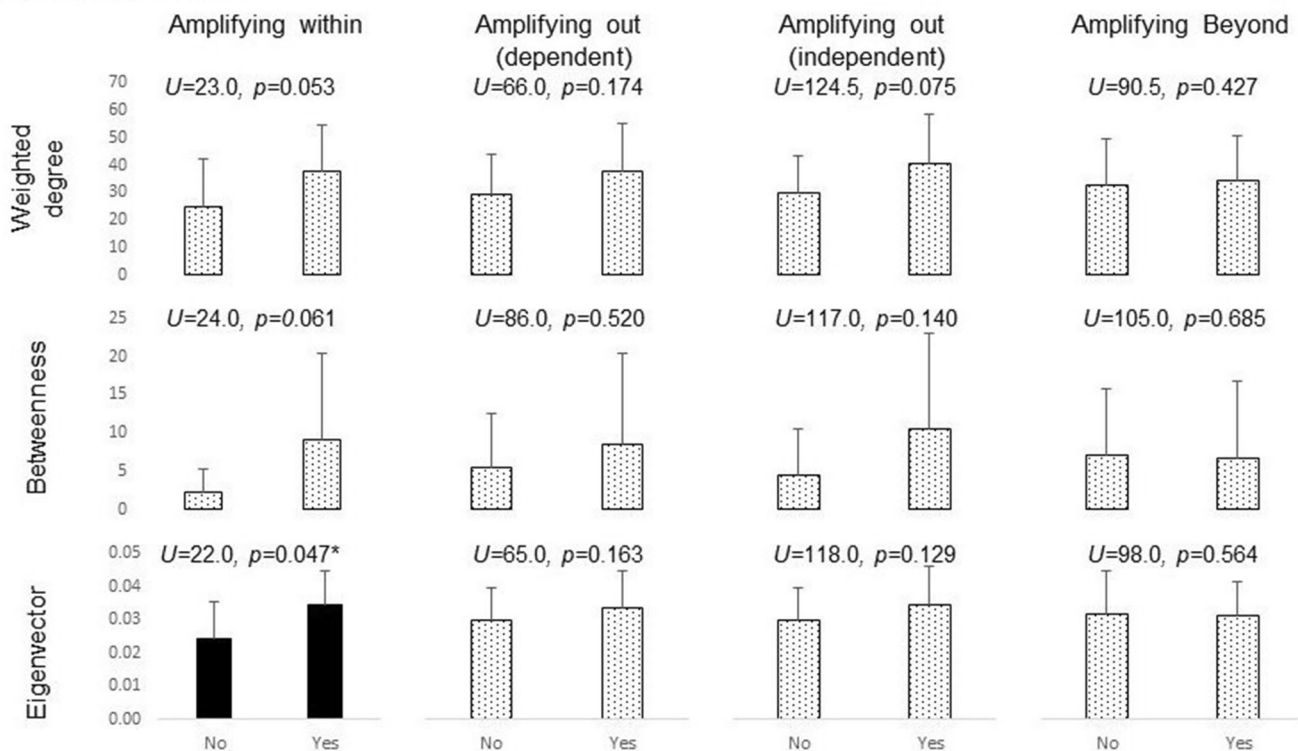 Amplifying within
Amplifying out
(dependent)
Amplifying out
(independent)
Amplifying Beyond
Weighted
degree
70
60
50
40
30
20
10
0
U=23.0, p=0.053
U=66.0, p=0.174
U=124.5, p=0.075
U=90.5, p=0.427
Betweenness
25
20
15
10
5
0
U=24.0, p=0.061
U=86.0, p=0.520
U=117.0, p=0.140
U=105.0, p=0.685
Eigenvector
0.05
0.04
0.03
0.02
0.01
0.00
U=22.0, p=0.047*
U=65.0, p=0.163
U=118.0, p=0.129
U=98.0, p=0.564
No Yes
No Yes
No Yes
No Yes